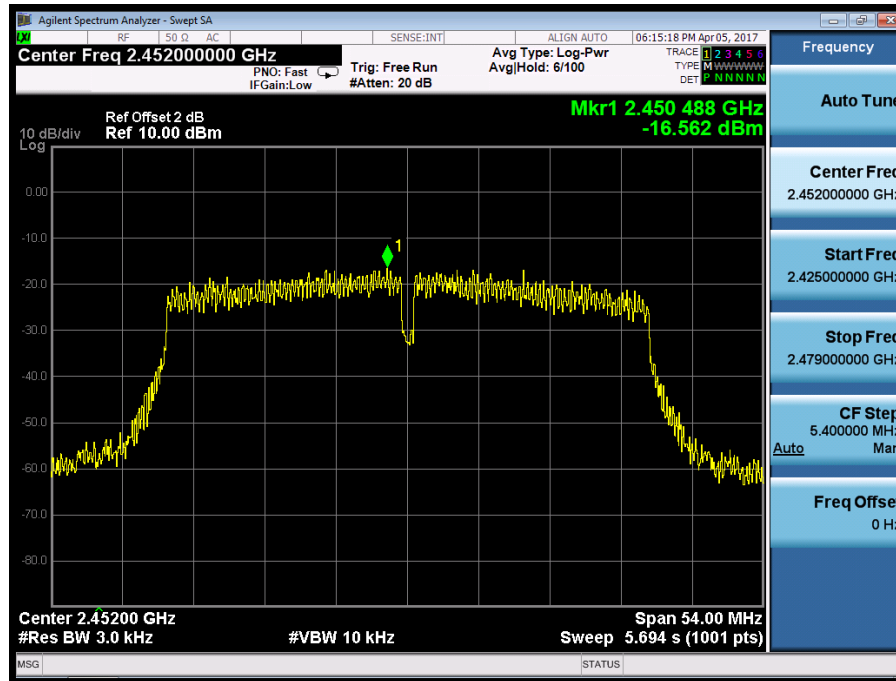 Agilent Spectrum Analyzer - Swept SA
LXI RF 50 Ω AC SENSE:INT ALIGN AUTO 06:15:18 PM Apr 05, 2017
Center Freq 2.452000000 GHz
PNO: Fast
IFGain:Low
Trig: Free Run
#Atten: 20 dB
Avg Type: Log-Pwr
Avg|Hold: 6/100
TRACE 1 2 3 4 5 6
TYPE M WWWWW
DET P N N N N N
Ref Offset 2 dB
10 dB/div Ref 10.00 dBm
Log
Mkr1 2.450 488 GHz
-16.562 dBm
0.00
-10.0
-20.0
-30.0
-40.0
-50.0
-60.0
-70.0
-80.0
1
Center 2.45200 GHz Span 54.00 MHz
#Res BW 3.0 kHz #VBW 10 kHz Sweep 5.694 s (1001 pts)
MSG STATUS
Frequency
Auto Tune
Center Freq
2.452000000 GHz
Start Freq
2.425000000 GHz
Stop Freq
2.479000000 GHz
CF Step
5.400000 MHz
Auto Man
Freq Offset
0 Hz